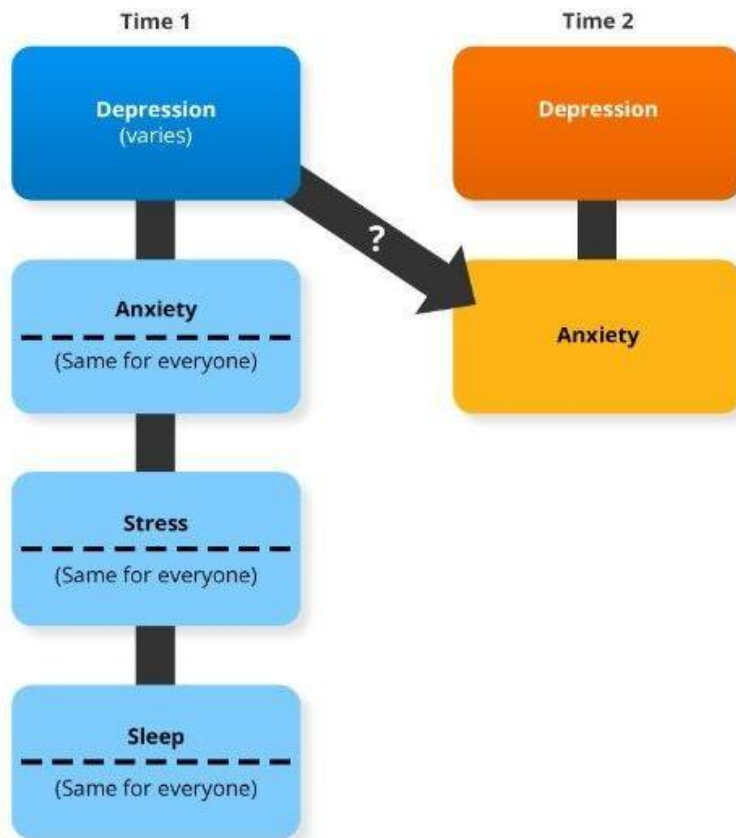 Time 1
Time 2
Depression
(varies)
Depression
?
Anxiety
(Same for everyone)
Anxiety
Stress
(Same for everyone)
Sleep
(Same for everyone)